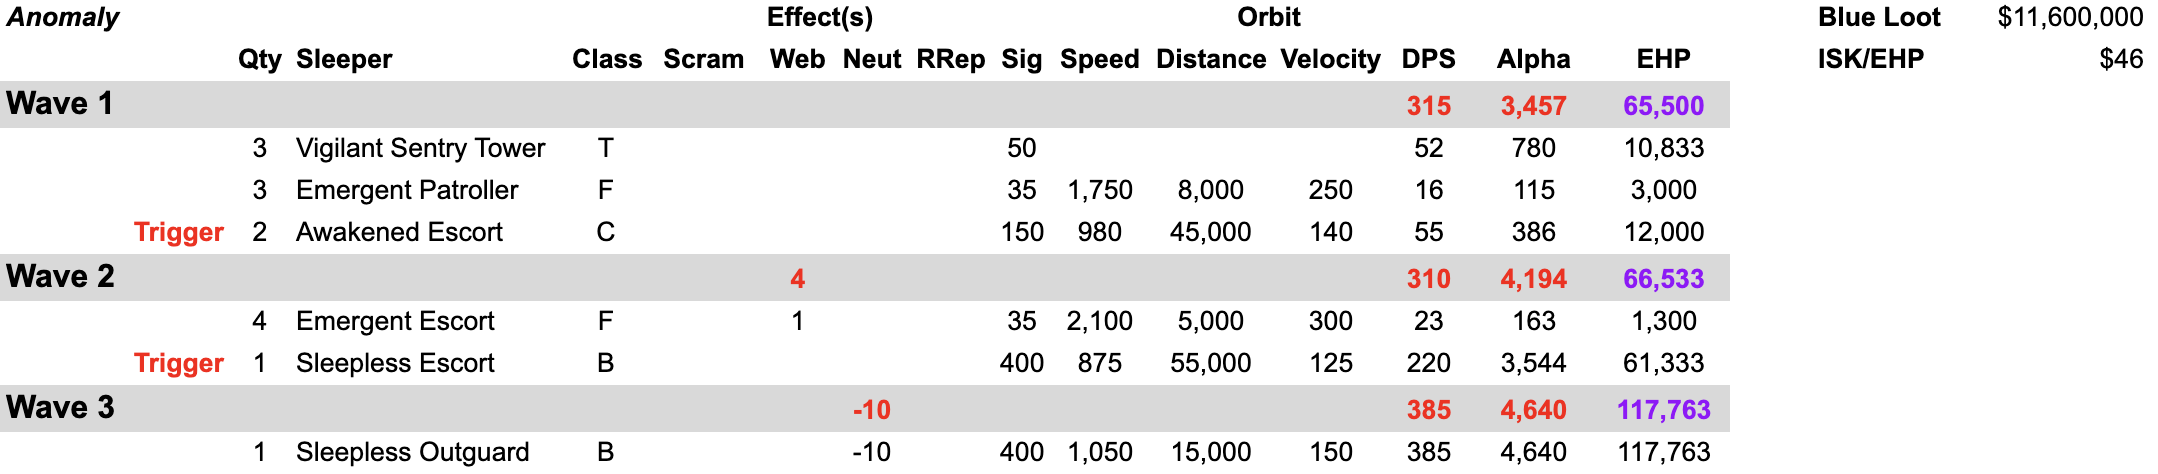 Anomaly Effect(s) Orbit Blue Loot $11,600,000
Qty Sleeper Class Scram Web Neut RRep Sig Speed Distance Velocity DPS Alpha EHP ISK/EHP $46
Wave 1 315 3,457 65,500
3 Vigilant Sentry Tower T 50 52 780 10,833
3 Emergent Patroller F 35 1,750 8,000 250 16 115 3,000
Trigger 2 Awakened Escort C 150 980 45,000 140 55 386 12,000
Wave 2 4 310 4,194 66,533
4 Emergent Escort F 1 35 2,100 5,000 300 23 163 1,300
Trigger 1 Sleepless Escort B 400 875 55,000 125 220 3,544 61,333
Wave 3 -10 385 4,640 117,763
1 Sleepless Outguard B -10 400 1,050 15,000 150 385 4,640 117,763